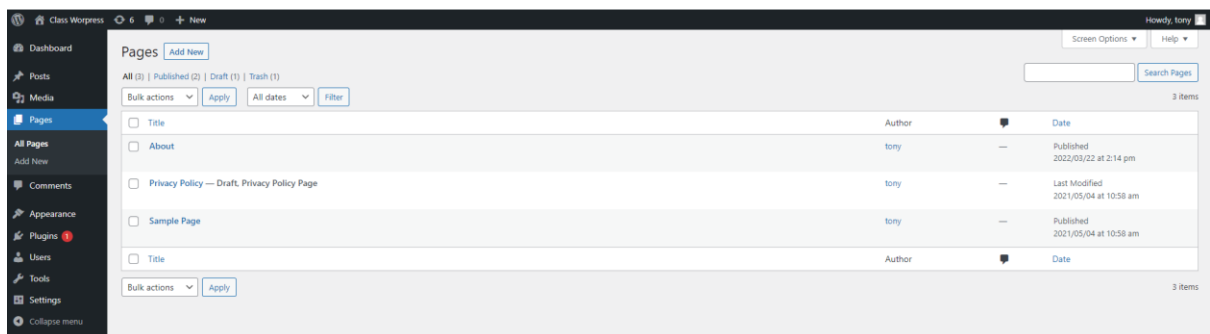 Class Worpress 6 0 New Howdy, tony
Dashboard
Posts
Media
Pages
All Pages
Add New
Comments
Appearance
Plugins 1
Users
Tools
Settings
Collapse menu
Screen Options ▼ Help ▼
Pages Add New
All (3) | Published (2) | Draft (1) | Trash (1)
Search Pages
Bulk actions Apply All dates Filter 3 items
Title Author Date
About tony — Published
2022/03/22 at 2:14 pm
Privacy Policy — Draft, Privacy Policy Page tony — Last Modified
2021/05/04 at 10:58 am
Sample Page tony — Published
2021/05/04 at 10:58 am
Title Author Date
Bulk actions Apply 3 items